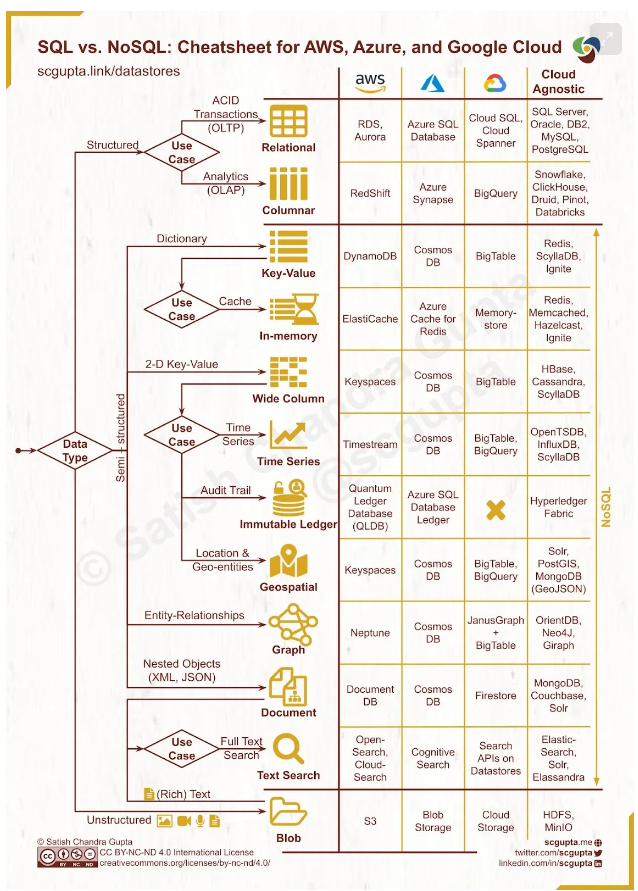 SQL vs. NoSQL: Cheatsheet for AWS, Azure, and Google Cloud
scgupta.link/datastores
aws
Cloud
Agnostic
Structured
Use
Case
ACID
Transactions
(OLTP)
Relational
RDS,
Aurora
Azure SQL
Database
Cloud SQL,
Cloud
Spanner
SQL Server,
Oracle, DB2,
MySQL,
PostgreSQL
Analytics
(OLAP)
Columnar
RedShift
Azure
Synapse
BigQuery
Snowflake,
ClickHouse,
Druid, Pinot,
Databricks
Dictionary
Key-Value
DynamoDB
Cosmos
DB
BigTable
Redis,
ScyllaDB,
Ignite
Use
Case
Cache
In-memory
ElastiCache
Azure
Cache for
Redis
Memory-
store
Redis,
Memcached,
Hazelcast,
Ignite
2-D Key-Value
Wide Column
Keyspaces
Cosmos
DB
BigTable
HBase,
Cassandra,
ScyllaDB
Data
Type
Semi - structured
Use
Case
Time
Series
Time Series
Timestream
Cosmos
DB
BigTable,
BigQuery
OpenTSDB,
InfluxDB,
ScyllaDB
Audit Trail
Immutable Ledger
Quantum
Ledger
Database
(QLDB)
Azure SQL
Database
Ledger
Hyperledger
Fabric
NoSQL
Location &
Geo-entities
Geospatial
Keyspaces
Cosmos
DB
BigTable,
BigQuery
Solr,
PostGIS,
MongoDB
(GeoJSON)
Entity-Relationships
Graph
Neptune
Cosmos
DB
JanusGraph
+
BigTable
OrientDB,
Neo4J,
Giraph
Nested Objects
(XML, JSON)
Document
Document
DB
Cosmos
DB
Firestore
MongoDB,
Couchbase,
Solr
Use
Case
Full Text
Search
Text Search
Open-
Search,
Cloud-
Search
Cognitive
Search
Search
APIs on
Datastores
Elastic-
Search,
Solr,
Elassandra
(Rich) Text
Unstructured
Blob
S3
Blob
Storage
Cloud
Storage
HDFS,
MinIO
© Satish Chandra Gupta
@scgupta
© Satish Chandra Gupta
CC BY-NC-ND 4.0 International License
creativecommons.org/licenses/by-nc-nd/4.0/
cc
BY NC ND
scgupta.me
twitter.com/scgupta
linkedin.com/in/scgupta